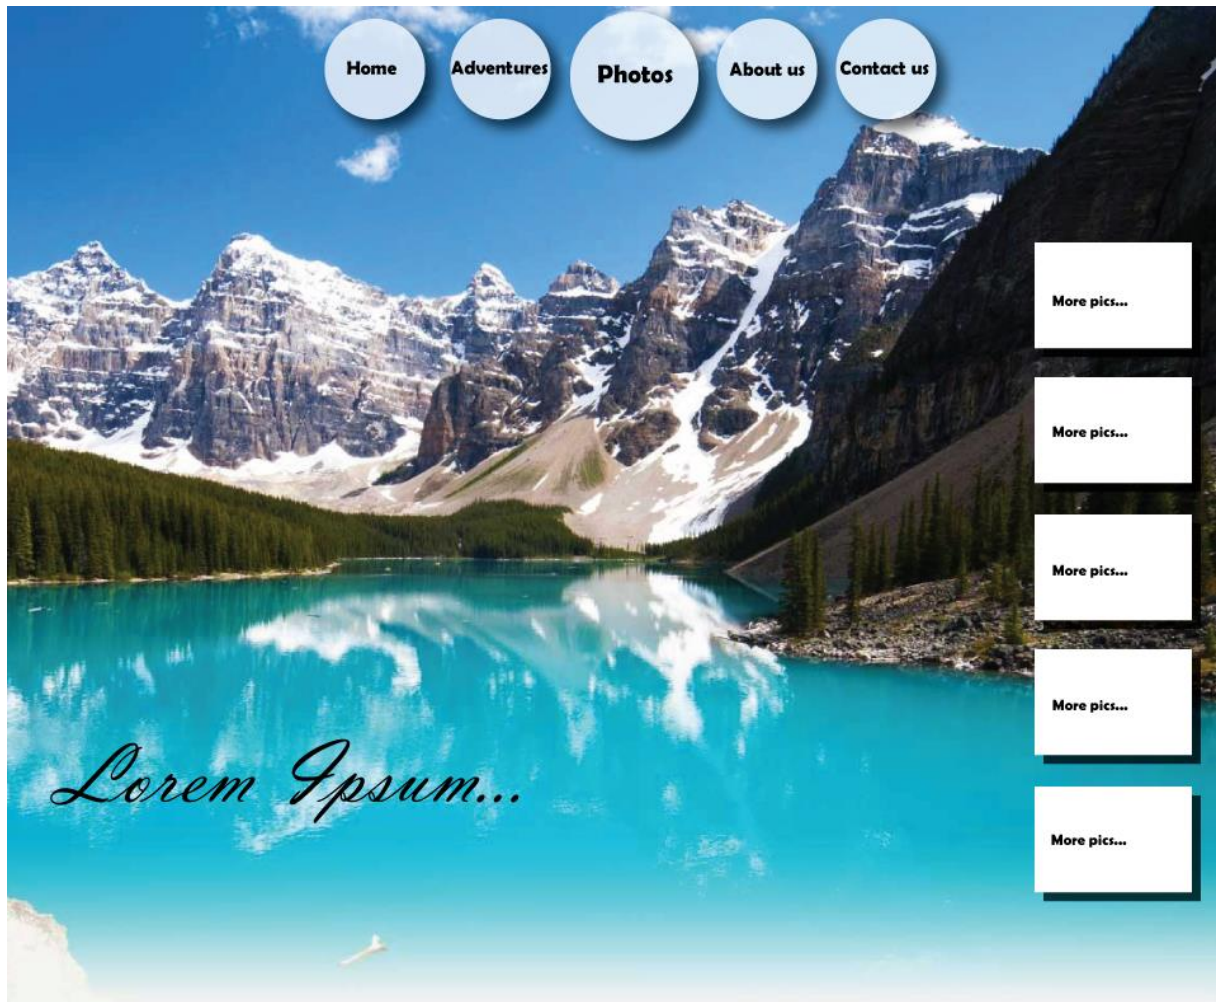 Home
Adventures
Photos
About us
Contact us
More pics...
More pics...
More pics...
More pics...
More pics...
Lorem Ipsum...